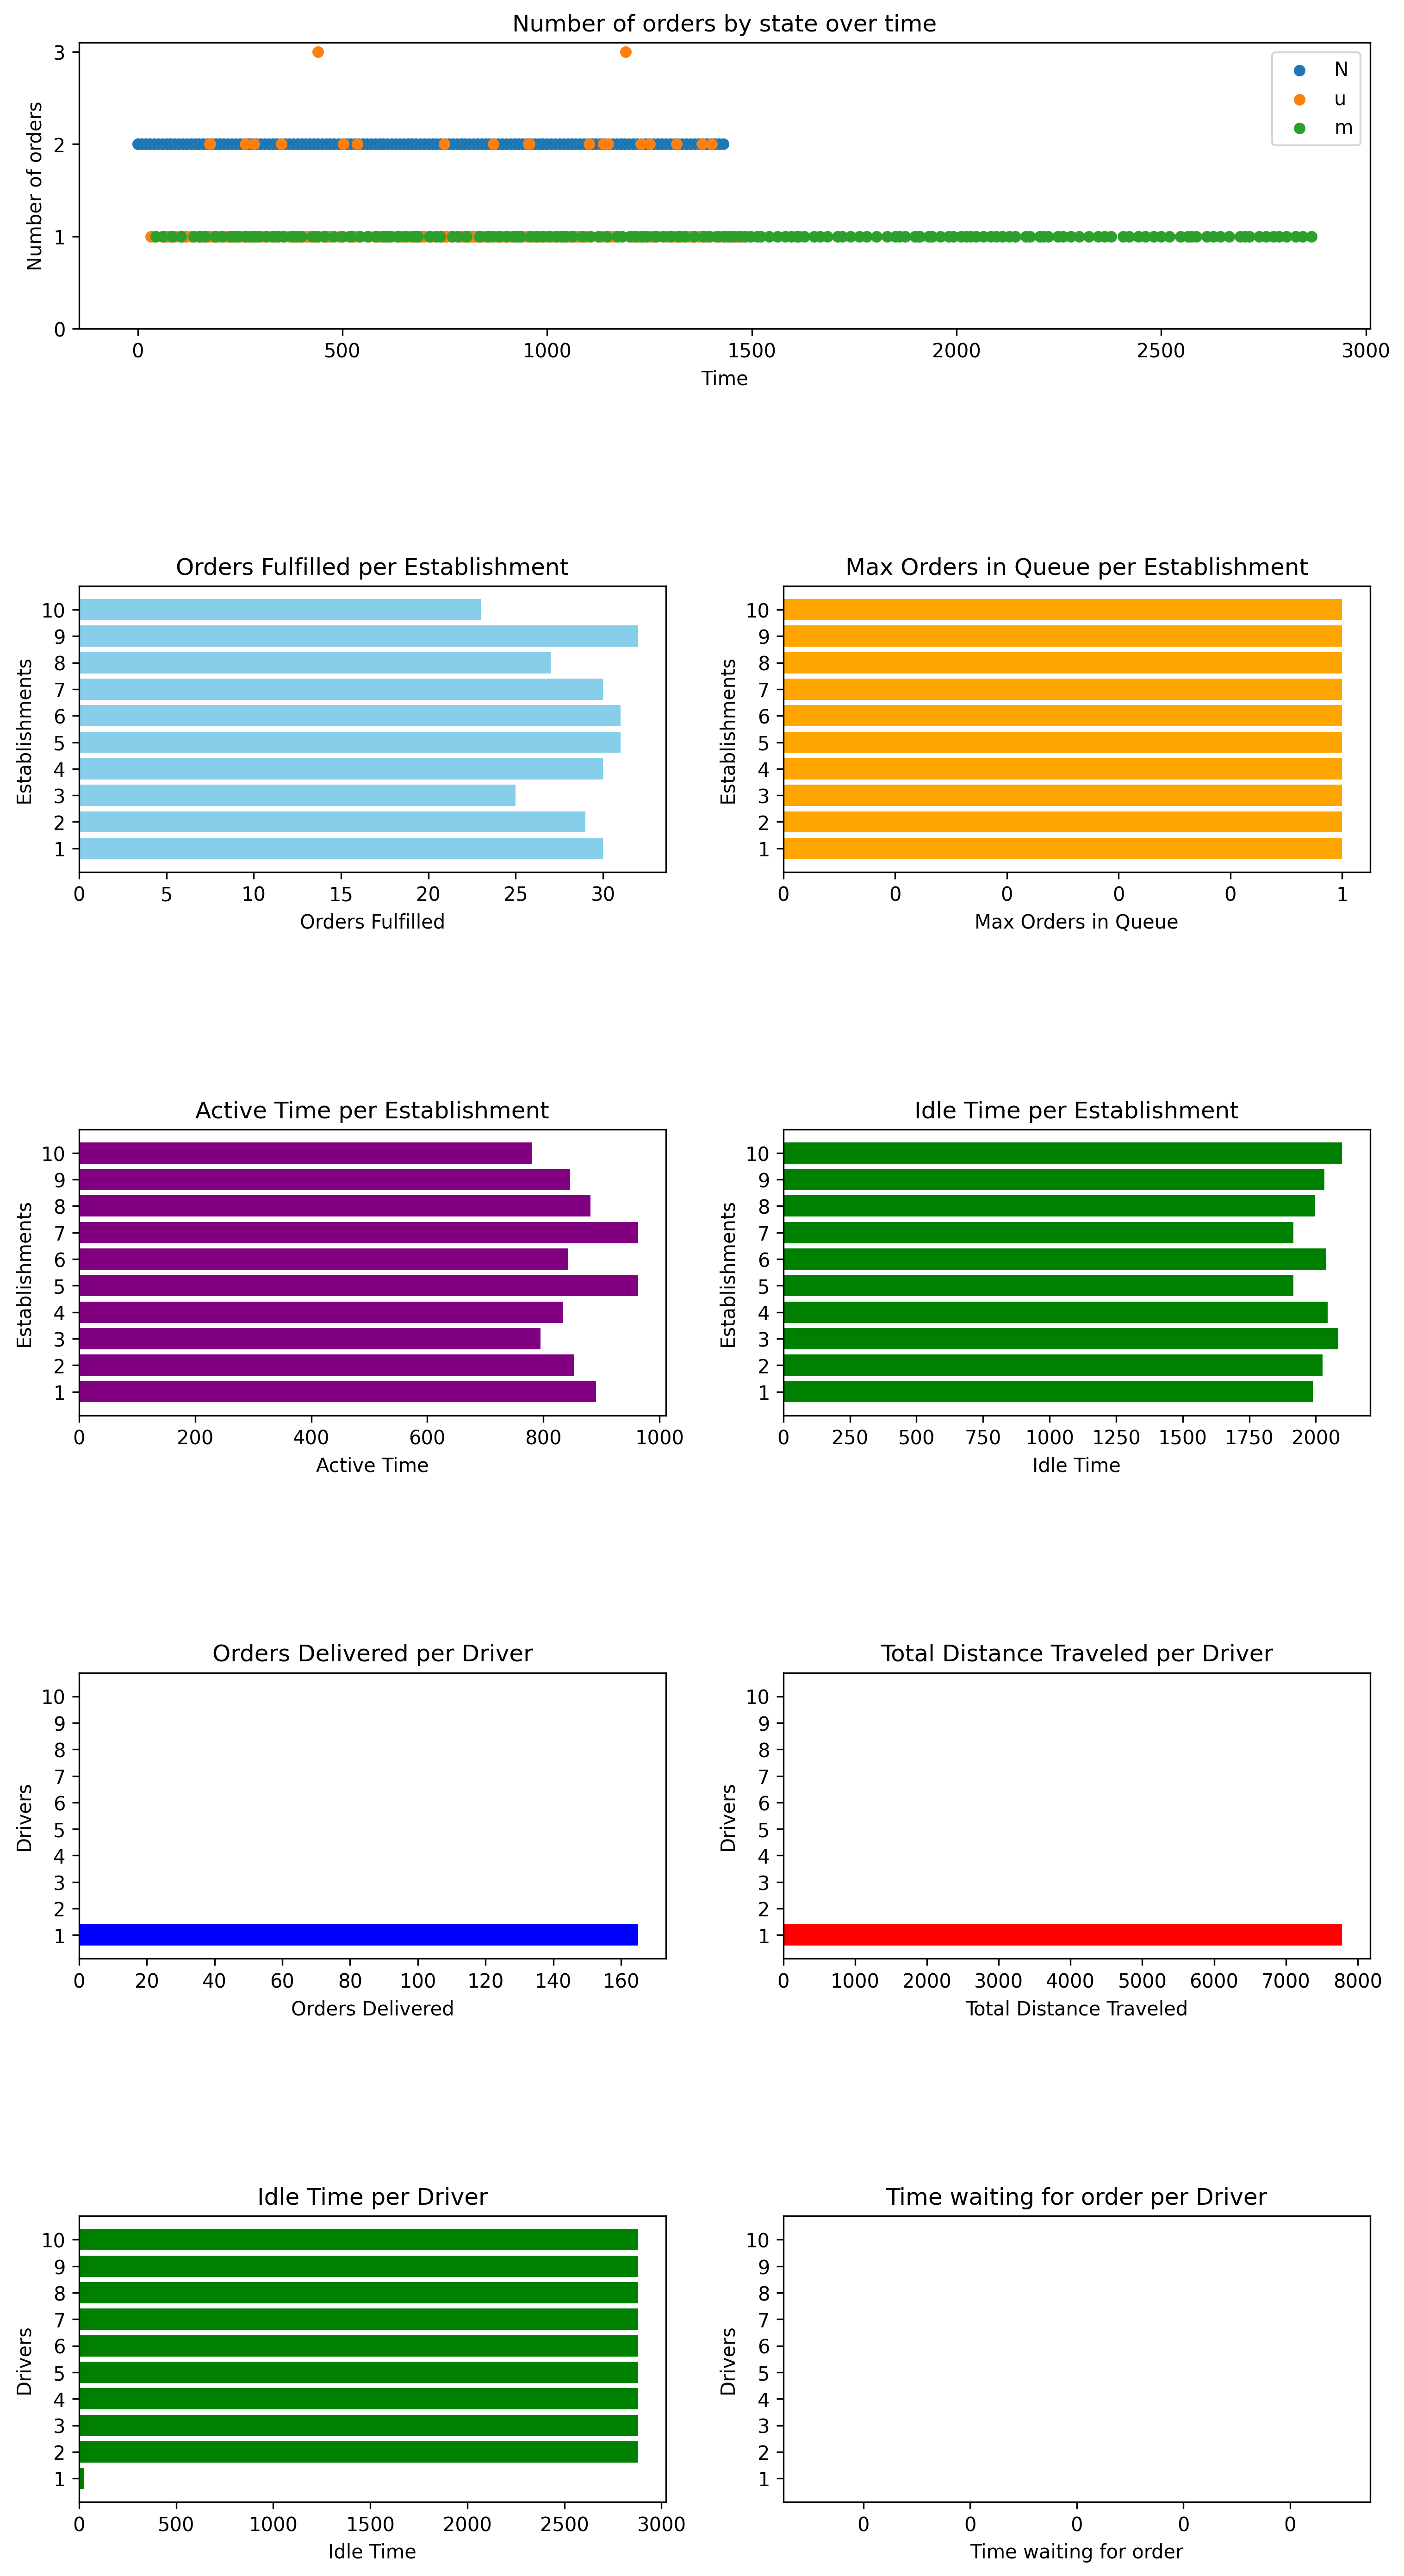 Number of orders by state over time
3
2
1
0
Number of orders
N
u
m
0 500 1000 1500 2000 2500 3000
Time
Orders Fulfilled per Establishment
10
9
8
7
6
5
4
3
2
1
Establishments
0 5 10 15 20 25 30
Orders Fulfilled
Max Orders in Queue per Establishment
10
9
8
7
6
5
4
3
2
1
Establishments
0 0 0 0 0 1
Max Orders in Queue
Active Time per Establishment
10
9
8
7
6
5
4
3
2
1
Establishments
0 200 400 600 800 1000
Active Time
Idle Time per Establishment
10
9
8
7
6
5
4
3
2
1
Establishments
0 250 500 750 1000 1250 1500 1750 2000
Idle Time
Orders Delivered per Driver
10
9
8
7
6
5
4
3
2
1
Drivers
0 20 40 60 80 100 120 140 160
Orders Delivered
Total Distance Traveled per Driver
10
9
8
7
6
5
4
3
2
1
Drivers
0 1000 2000 3000 4000 5000 6000 7000 8000
Total Distance Traveled
Idle Time per Driver
10
9
8
7
6
5
4
3
2
1
Drivers
0 500 1000 1500 2000 2500 3000
Idle Time
Time waiting for order per Driver
10
9
8
7
6
5
4
3
2
1
Drivers
0 0 0 0 0
Time waiting for order